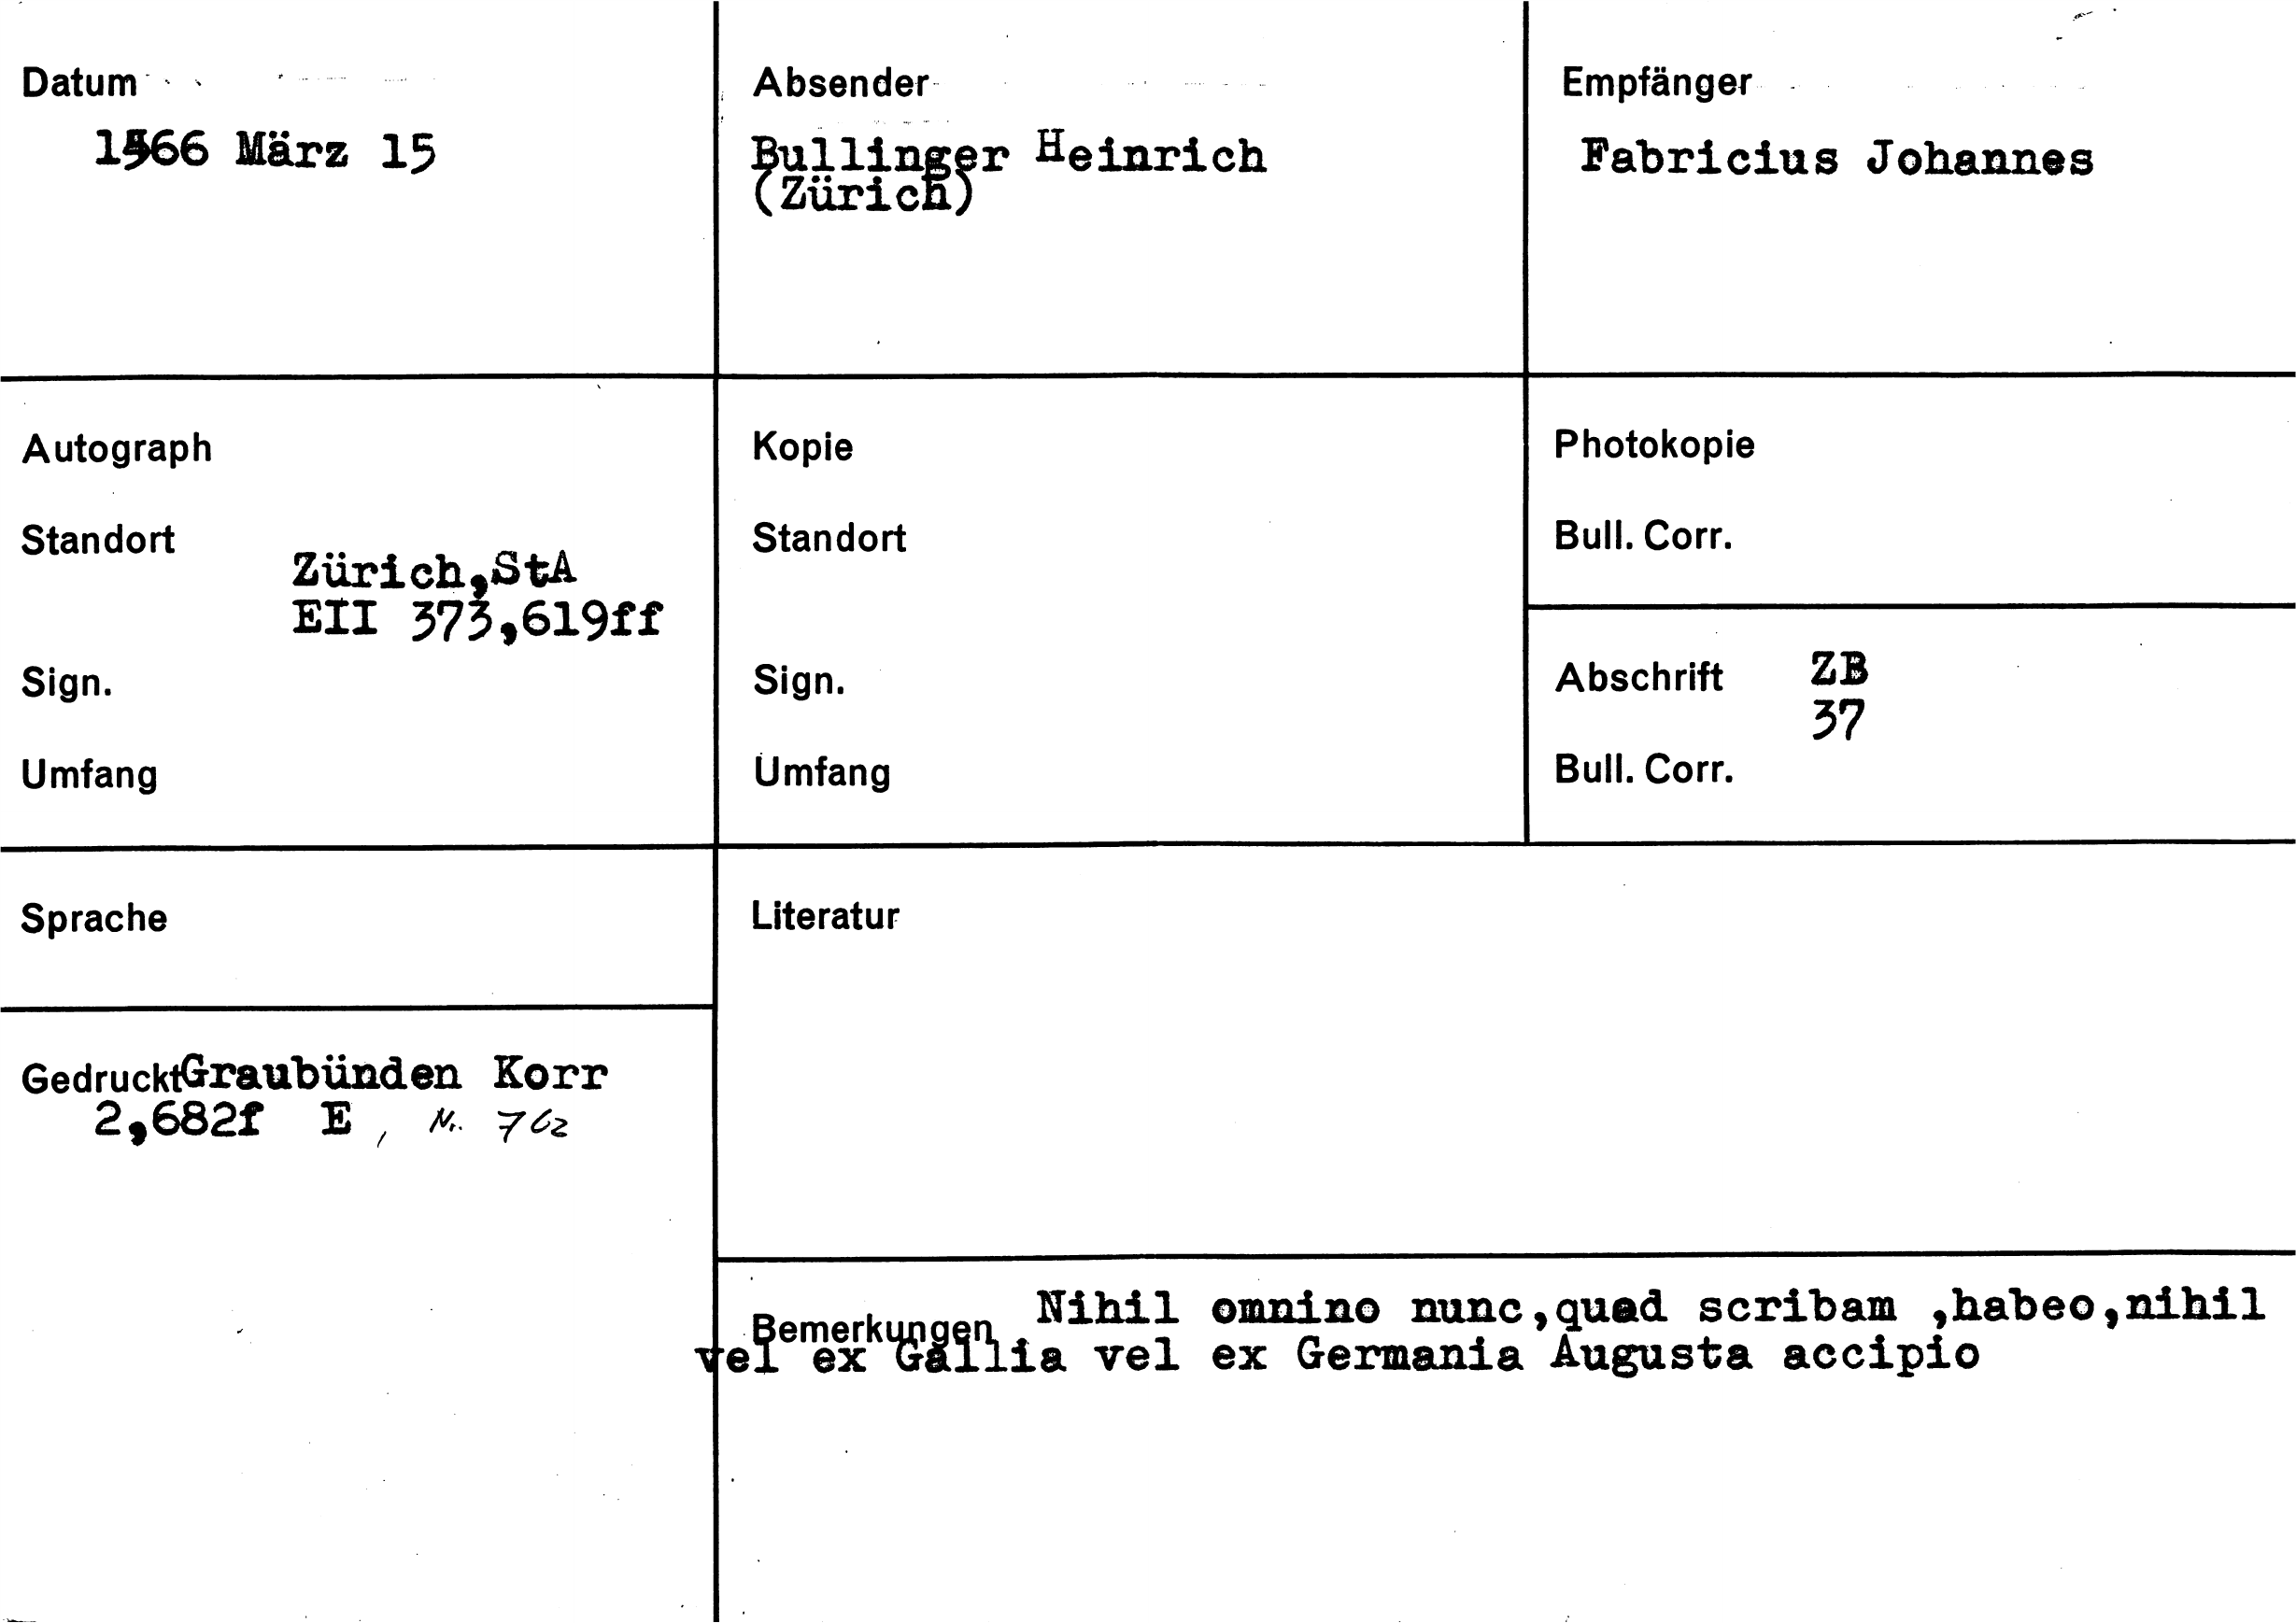 Datum
1566 März 15
Absender
Bullinger Heinrich
(Zürich)
Empfänger
Fabricius Johannes
Autograph
Standort
Zürich,StA
EII 373,619ff
Sign.
Umfang
Kopie
Standort
Sign.
Umfang
Photokopie
Bull. Corr.
Abschrift ZB
37
Bull. Corr.
Sprache
Literatur
Gedruckt Graubünden Korr
2,682f E , Nr. 762
Bemerkungen Nihil omnino nunc,quod scribam ,habeo,nihil
vel ex Gallia vel ex Germania Augusta accipio